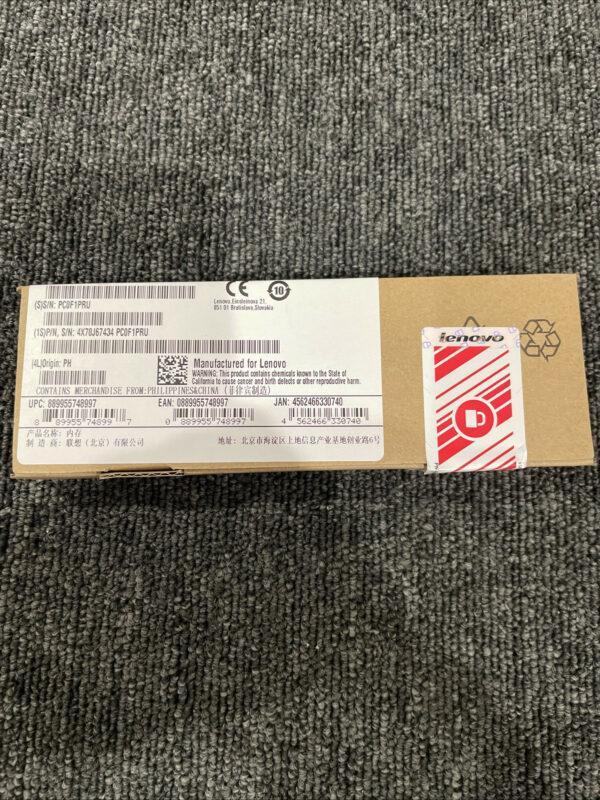 Lenovo, Einsteinova 21,
851 01 Bratislava, Slovakia
10
(S)S/N: PC0F1PRU
(1S)P/N, S/N: 4X70J67434 PC0F1PRU
[4L]Origin: PH
Manufactured for Lenovo
WARNING: This product contains chemicals known to the State of
California to cause cancer and birth defects or other reproductive harm.
CONTAINS MERCHANDISE FROM:PHILIPPINES&CHINA (菲律宾制造)
UPC: 889955748997 EAN: 0889955748997 JAN: 4562466330740
8 89955 74899 7 0 889955 748997 4 562466 330740
产品名称: 内存
制 造 商: 联想(北京)有限公司 地址: 北京市海淀区上地信息产业基地创业路6号
lenovo